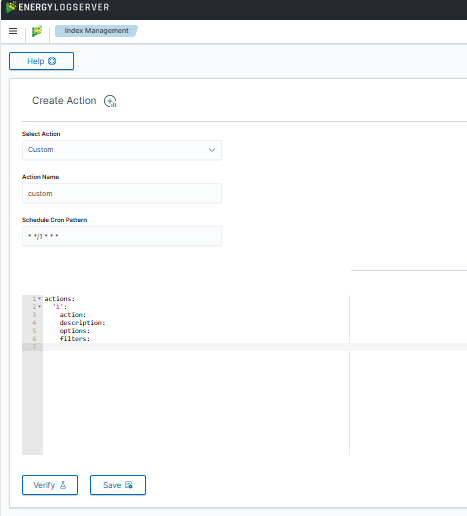 ENERGYLOGSERVER
Index Management
Help
Create Action
Select Action
Custom
Action Name
custom
Schedule Cron Pattern
* */1 * * *
1 actions:
2 '1':
3 action:
4 description:
5 options:
6 filters:
7
Verify
Save